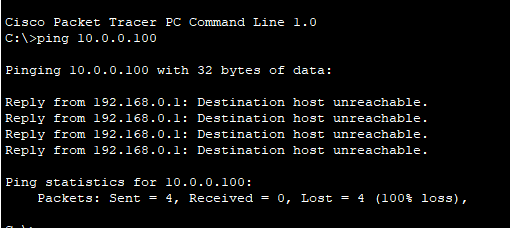 Cisco Packet Tracer PC Command Line 1.0
C:\>ping 10.0.0.100
Pinging 10.0.0.100 with 32 bytes of data:
Reply from 192.168.0.1: Destination host unreachable.
Reply from 192.168.0.1: Destination host unreachable.
Reply from 192.168.0.1: Destination host unreachable.
Reply from 192.168.0.1: Destination host unreachable.
Ping statistics for 10.0.0.100:
Packets: Sent = 4, Received = 0, Lost = 4 (100% loss),